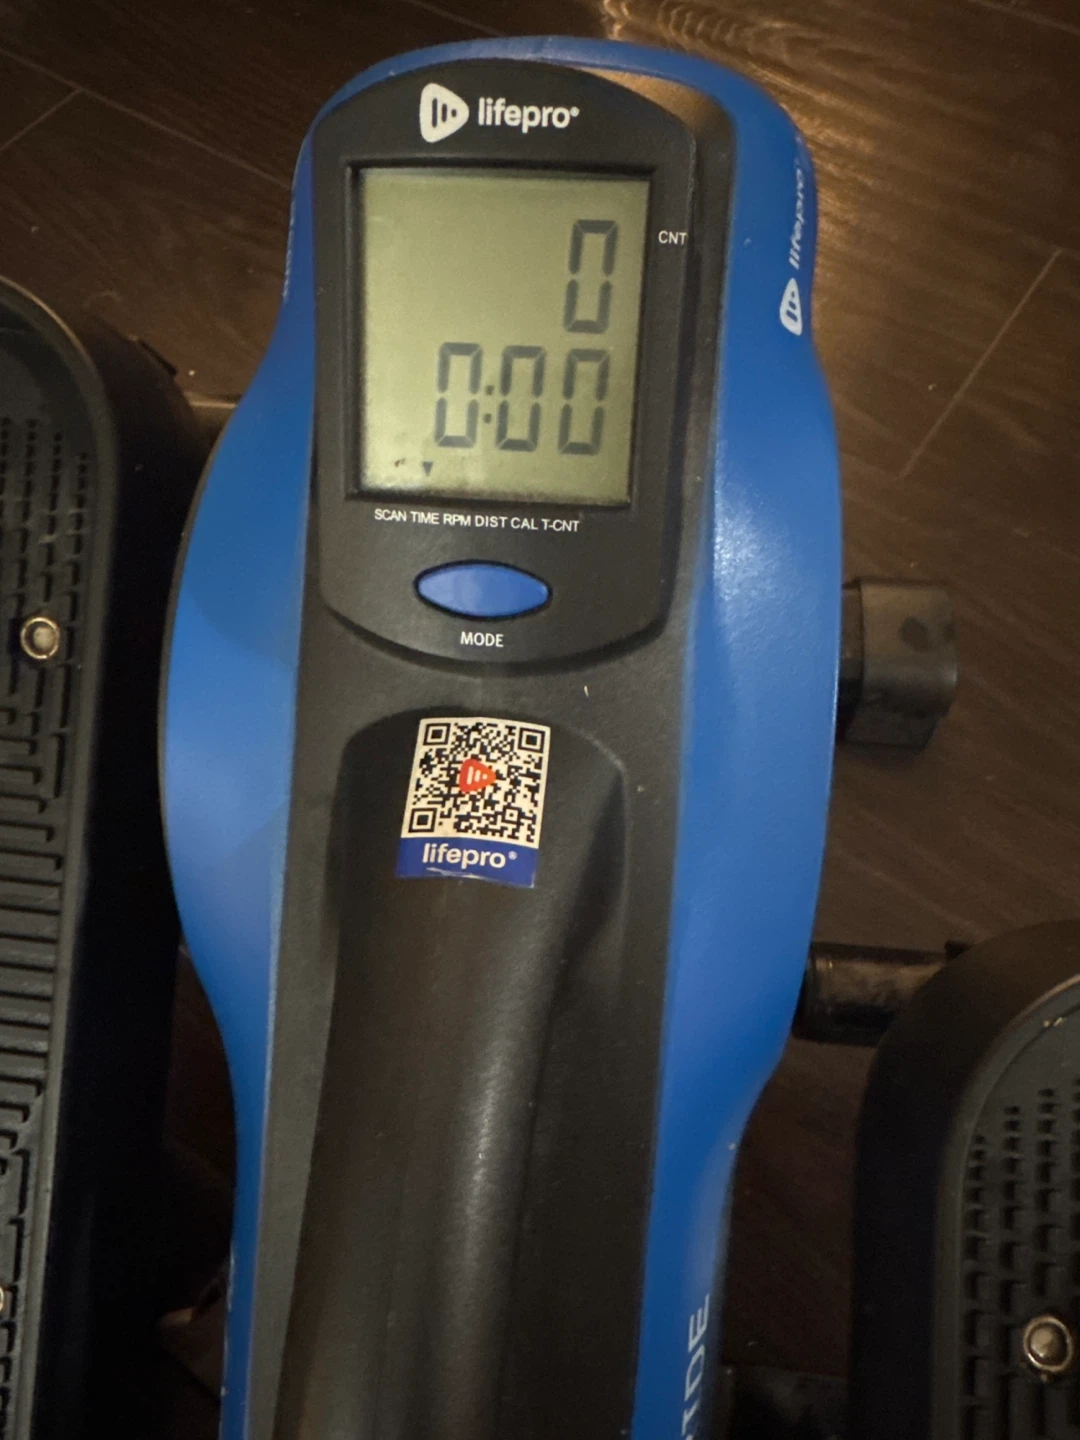 lifepro®
CNT
0
0:00
SCAN TIME RPM DIST CAL T-CNT
MODE
lifepro®
lifepro